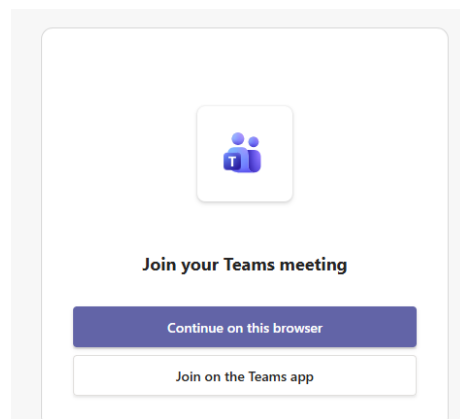 T
Join your Teams meeting
Continue on this browser
Join on the Teams app